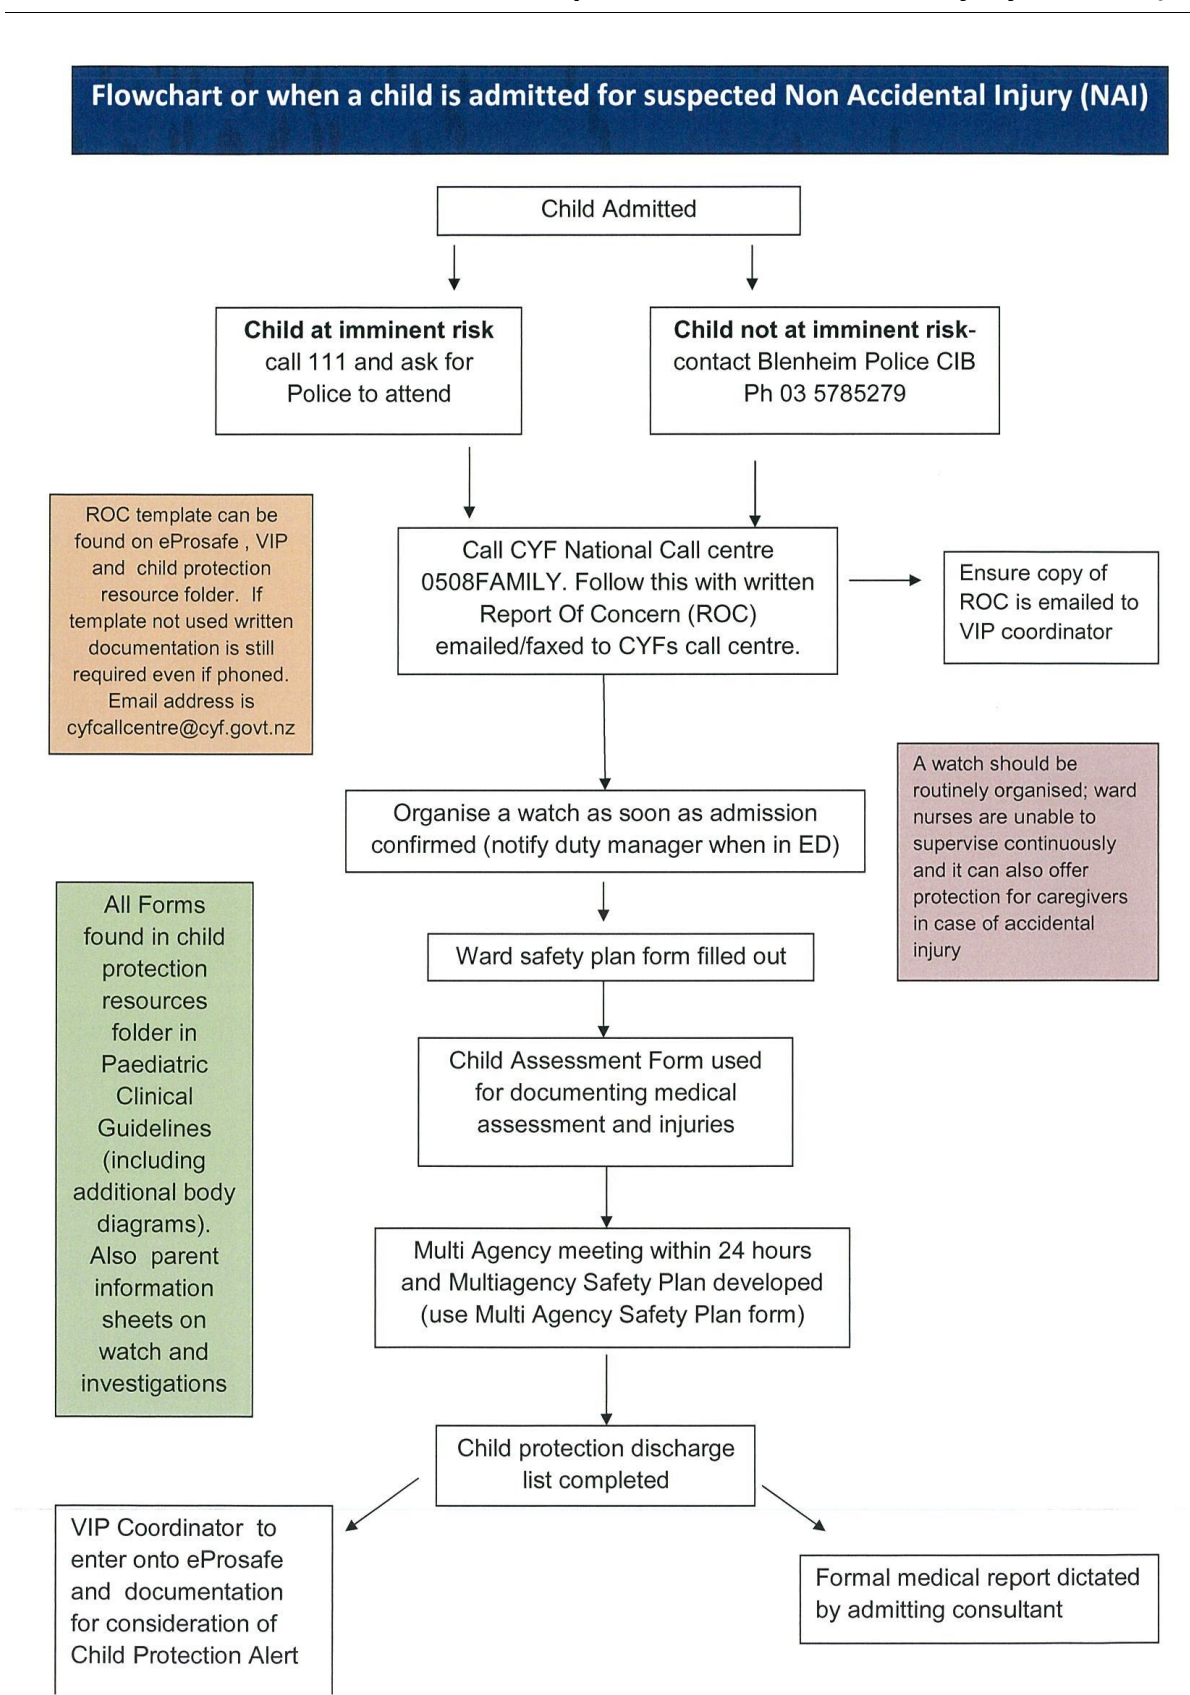 Flowchart or when a child is admitted for suspected Non Accidental Injury (NAI)
Child Admitted
Child at imminent risk
call 111 and ask for
Police to attend
Child not at imminent risk-
contact Blenheim Police CIB
Ph 03 5785279
ROC template can be
found on eProsafe , VIP
and child protection
resource folder. If
template not used written
documentation is still
required even if phoned.
Email address is
cyfcallcentre@cyf.govt.nz
Call CYF National Call centre
0508FAMILY. Follow this with written
Report Of Concern (ROC)
emailed/faxed to CYFs call centre.
Ensure copy of
ROC is emailed to
VIP coordinator
A watch should be
routinely organised; ward
nurses are unable to
supervise continuously
and it can also offer
protection for caregivers
in case of accidental
injury
Organise a watch as soon as admission
confirmed (notify duty manager when in ED)
All Forms
found in child
protection
resources
folder in
Paediatric
Clinical
Guidelines
(including
additional body
diagrams).
Also parent
information
sheets on
watch and
investigations
Ward safety plan form filled out
Child Assessment Form used
for documenting medical
assessment and injuries
Multi Agency meeting within 24 hours
and Multiagency Safety Plan developed
(use Multi Agency Safety Plan form)
Child protection discharge
list completed
VIP Coordinator to
enter onto eProsafe
and documentation
for consideration of
Child Protection Alert
Formal medical report dictated
by admitting consultant